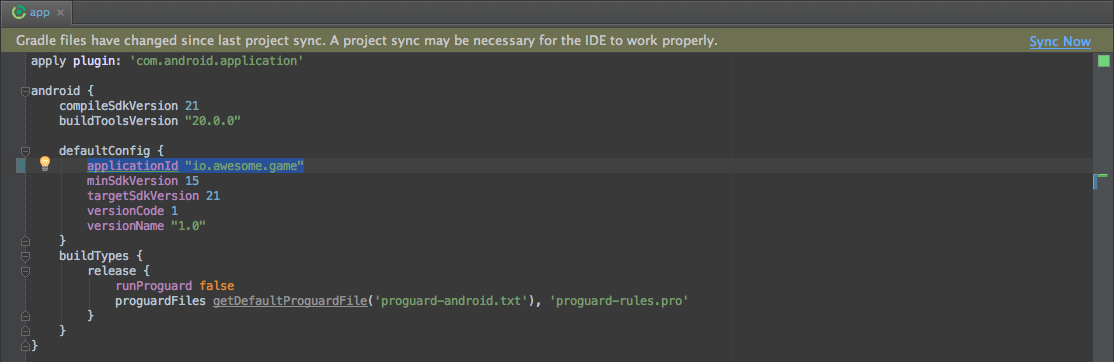 app
Gradle files have changed since last project sync. A project sync may be necessary for the IDE to work properly. Sync Now
apply plugin: 'com.android.application'
android {
compileSdkVersion 21
buildToolsVersion "20.0.0"
defaultConfig {
applicationId "io.awesome.game"
minSdkVersion 15
targetSdkVersion 21
versionCode 1
versionName "1.0"
}
buildTypes {
release {
runProguard false
proguardFiles getDefaultProguardFile('proguard-android.txt'), 'proguard-rules.pro'
}
}
}